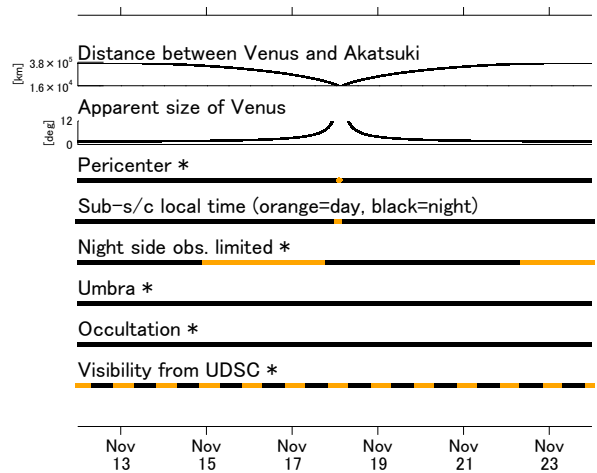 Distance between Venus and Akatsuki
3.8 × 10⁵
[km]
1.6 × 10⁴
Apparent size of Venus
12
[deg]
0
Pericenter *
Sub-s/c local time (orange=day, black=night)
Night side obs. limited *
Umbra *
Occultation *
Visibility from UDSC *
Nov Nov Nov Nov Nov Nov
13 15 17 19 21 23